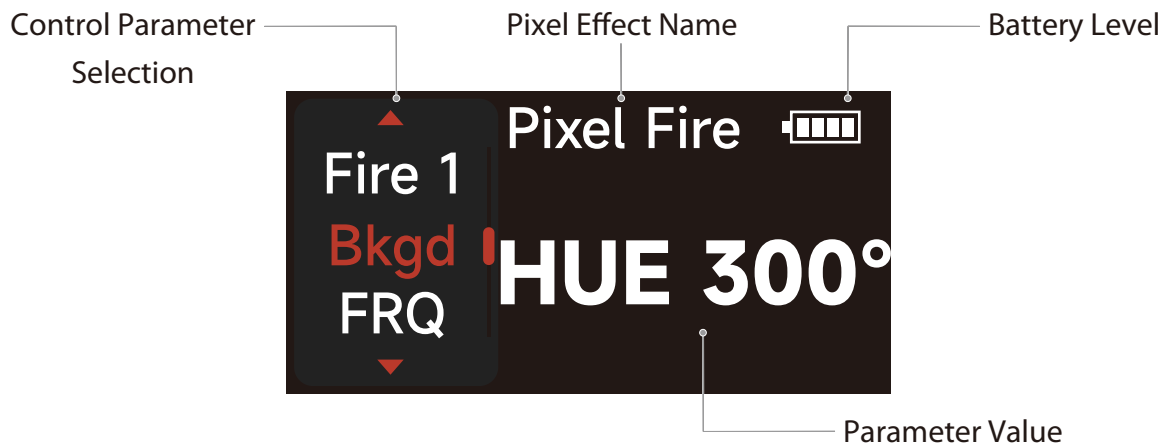 Control Parameter
Selection
Pixel Effect Name
Battery Level
Pixel Fire
Fire 1
Bkgd
FRQ
HUE 300°
Parameter Value